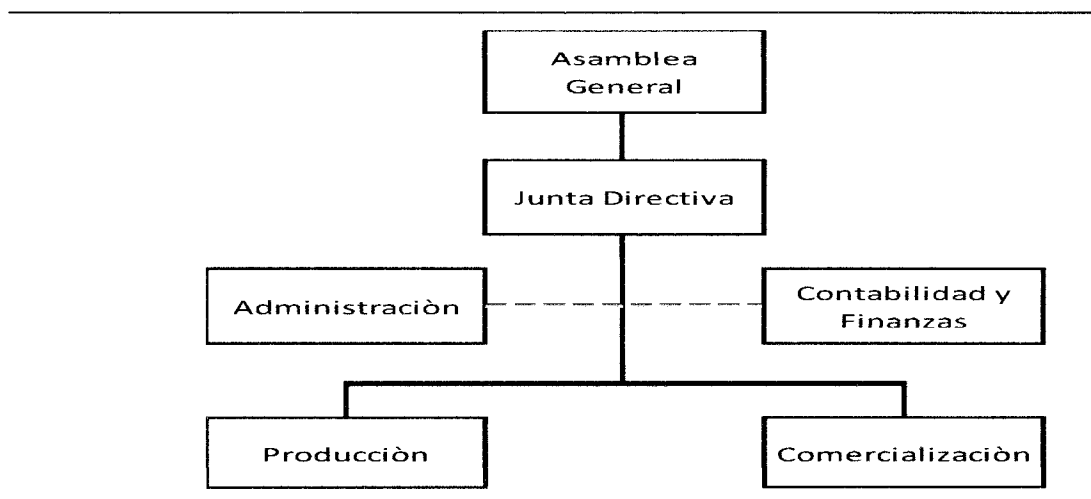 Asamblea
General
Junta Directiva
Administraciòn
Contabilidad y
Finanzas
Producciòn
Comercializaciòn